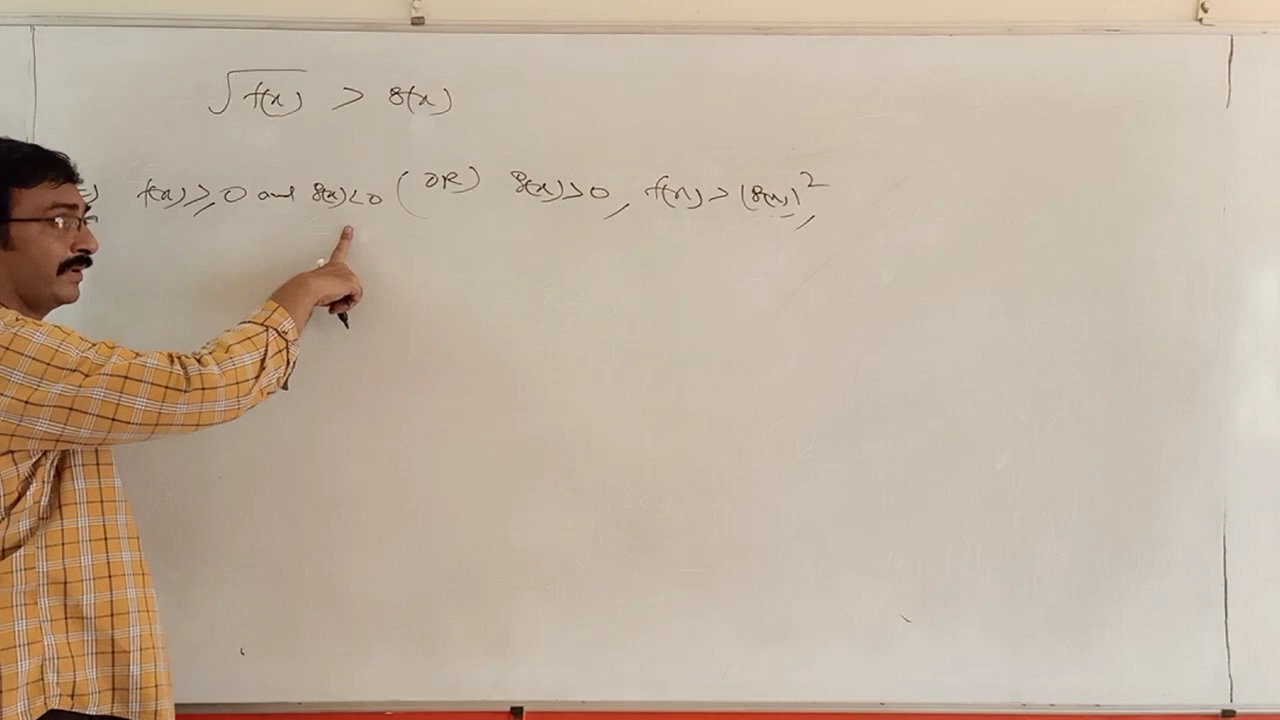 √f(x) > g(x)
⇒ f(x) ≥ 0 and g(x) < 0 (OR) g(x) > 0, f(x) > (g(x))²